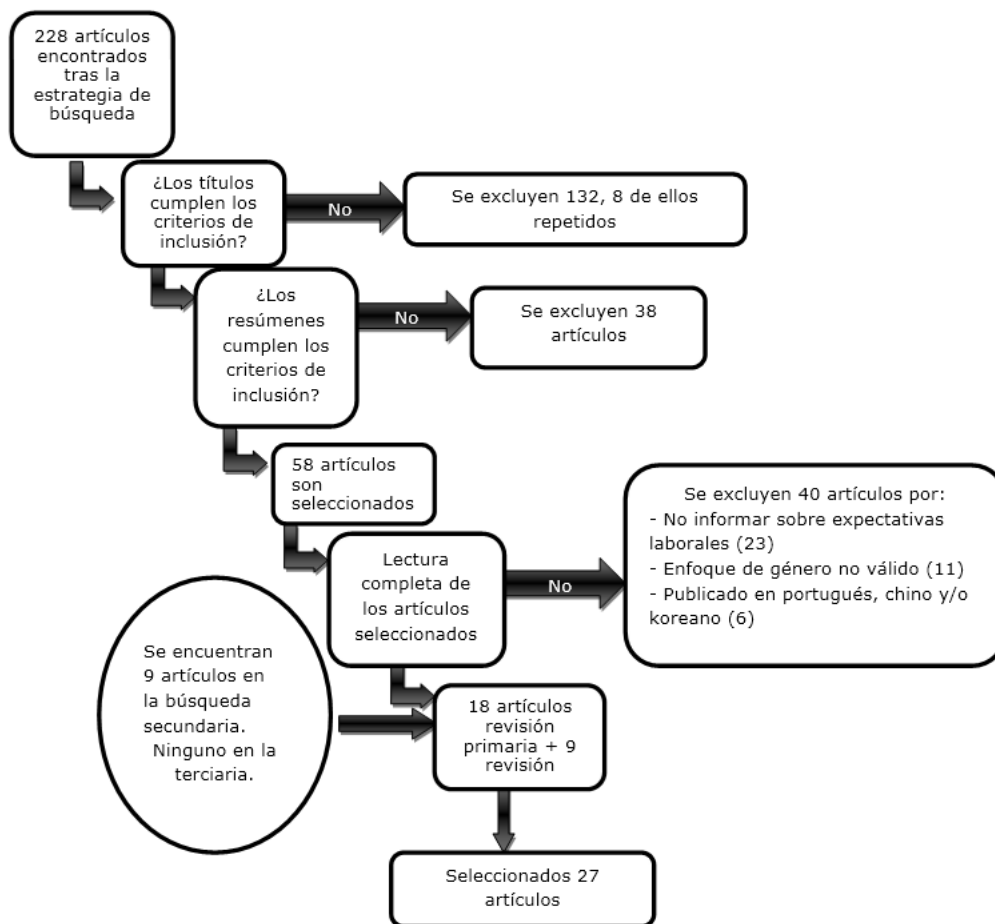 228 artículos
encontrados
tras la
estrategia de
búsqueda
¿Los títulos
cumplen los
criterios de
inclusión?
No
Se excluyen 132, 8 de ellos
repetidos
¿Los
resúmenes
cumplen los
criterios de
inclusión?
No
Se excluyen 38
artículos
58 artículos
son
seleccionados
Lectura
completa de
los artículos
seleccionados
No
Se excluyen 40 artículos por:
- No informar sobre expectativas
laborales (23)
- Enfoque de género no válido (11)
- Publicado en portugués, chino y/o
koreano (6)
Se encuentran
9 artículos en
la búsqueda
secundaria.
Ninguno en la
terciaria.
18 artículos
revisión
primaria + 9
revisión
Seleccionados 27
artículos